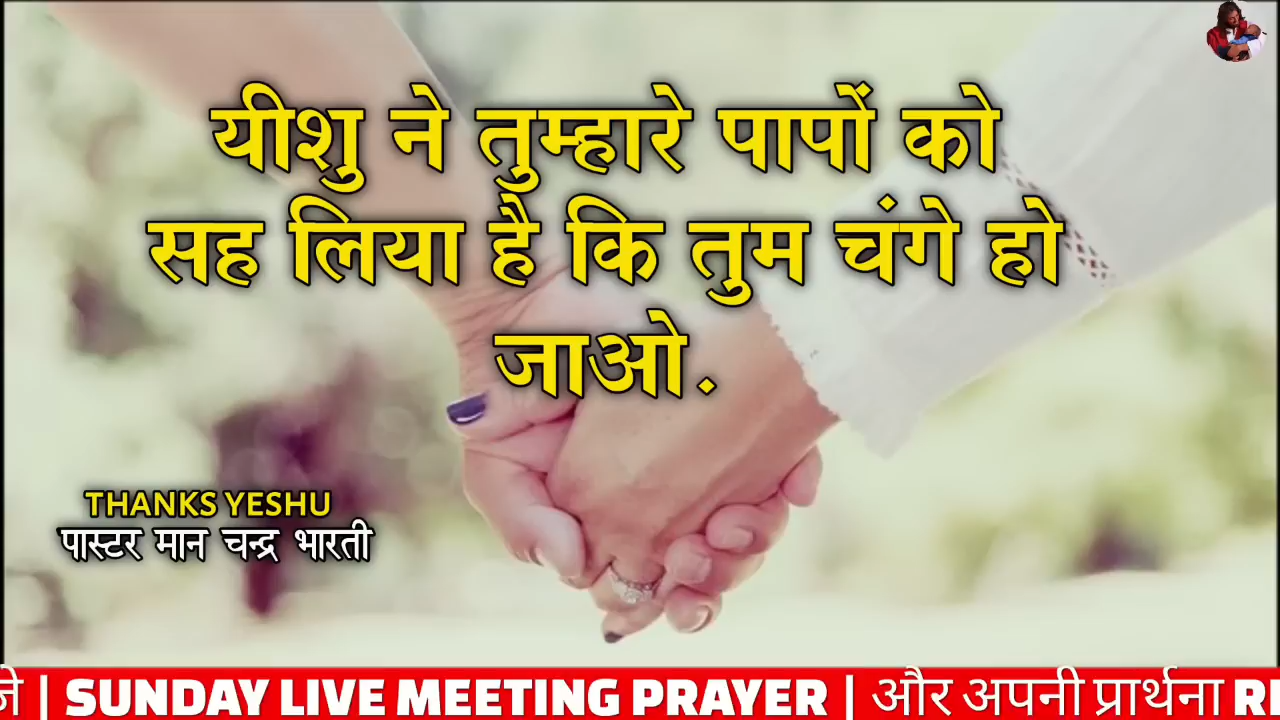 यीशु ने तुम्हारे पापों को
सह लिया है कि तुम चंगे हो
जाओ.
THANKS YESHU
पास्टर मान चन्द्र भारती
| SUNDAY LIVE MEETING PRAYER | और अपनी प्रार्थना